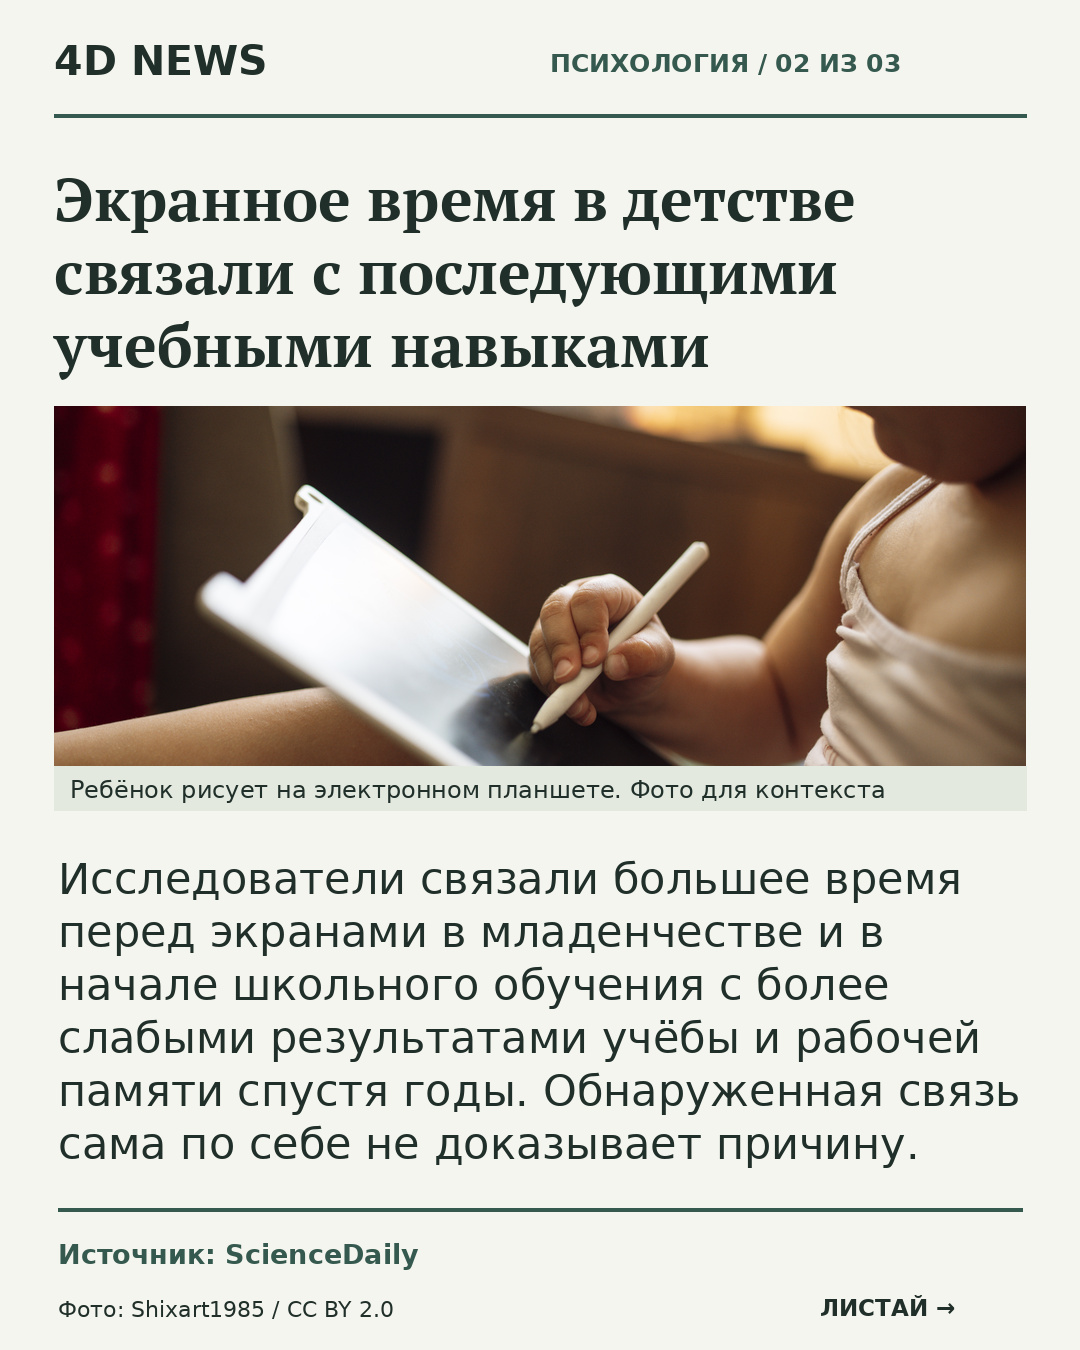 4D NEWS
ПСИХОЛОГИЯ / 02 ИЗ 03
Экранное время в детстве
связали с последующими
учебными навыками
Ребёнок рисует на электронном планшете. Фото для контекста
Исследователи связали большее время
перед экранами в младенчестве и в
начале школьного обучения с более
слабыми результатами учёбы и рабочей
памяти спустя годы. Обнаруженная связь
сама по себе не доказывает причину.
Источник: ScienceDaily
Фото: Shixart1985 / CC BY 2.0
ЛИСТАЙ →